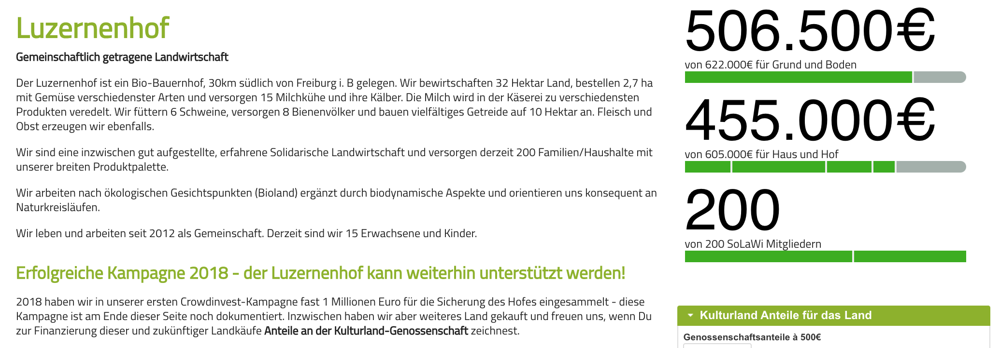 Luzernenhof
Gemeinschaftlich getragene Landwirtschaft
Der Luzernenhof ist ein Bio-Bauernhof, 30km südlich von Freiburg i. B gelegen. Wir bewirtschaften 32 Hektar Land, bestellen 2,7 ha
mit Gemüse verschiedenster Arten und versorgen 15 Milchkühe und ihre Kälber. Die Milch wird in der Käserei zu verschiedensten
Produkten veredelt. Wir füttern 6 Schweine, versorgen 8 Bienenvölker und bauen vielfältiges Getreide auf 10 Hektar an. Fleisch und
Obst erzeugen wir ebenfalls.
Wir sind eine inzwischen gut aufgestellte, erfahrene Solidarische Landwirtschaft und versorgen derzeit 200 Familien/Haushalte mit
unserer breiten Produktpalette.
Wir arbeiten nach ökologischen Gesichtspunkten (Bioland) ergänzt durch biodynamische Aspekte und orientieren uns konsequent an
Naturkreisläufen.
Wir leben und arbeiten seit 2012 als Gemeinschaft. Derzeit sind wir 15 Erwachsene und Kinder.
Erfolgreiche Kampagne 2018 - der Luzernenhof kann weiterhin unterstützt werden!
2018 haben wir in unserer ersten Crowdinvest-Kampagne fast 1 Millionen Euro für die Sicherung des Hofes eingesammelt - diese
Kampagne ist am Ende dieser Seite noch dokumentiert. Inzwischen haben wir aber weiteres Land gekauft und freuen uns, wenn Du
zur Finanzierung dieser und zukünftiger Landkäufe Anteile an der Kulturland-Genossenschaft zeichnest.
506.500€
von 622.000€ für Grund und Boden
455.000€
von 605.000€ für Haus und Hof
200
von 200 SoLaWi Mitgliedern
Kulturland Anteile für das Land
Genossenschaftsanteile à 500€